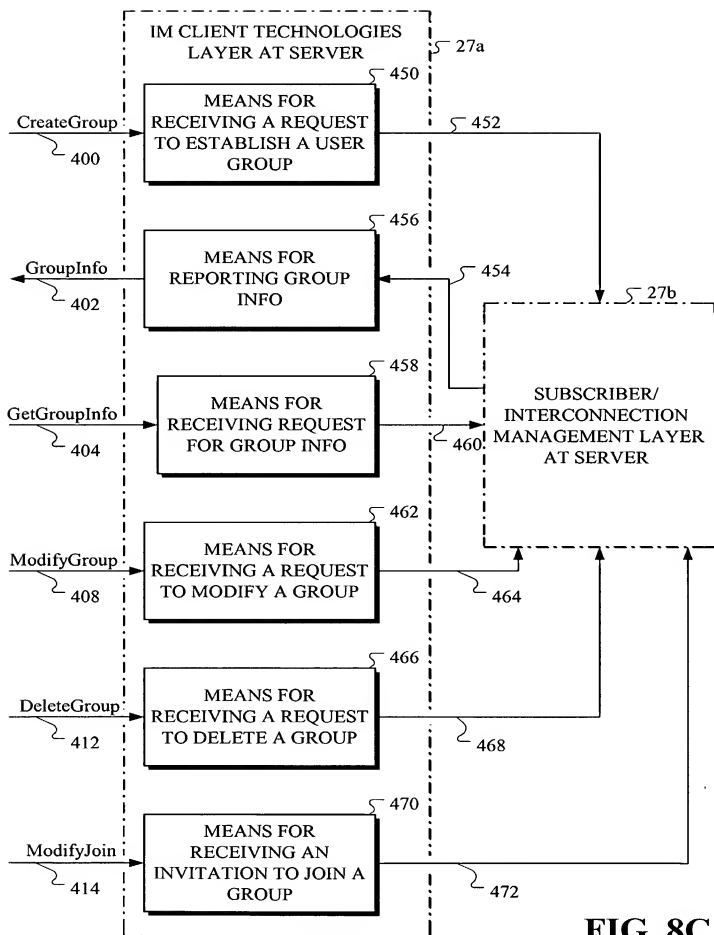 IM CLIENT TECHNOLOGIES
LAYER AT SERVER
27a
450
CreateGroup
400
MEANS FOR
RECEIVING A REQUEST
TO ESTABLISH A USER
GROUP
452
456
GroupInfo
402
MEANS FOR
REPORTING GROUP
INFO
454
27b
458
GetGroupInfo
404
MEANS FOR
RECEIVING REQUEST
FOR GROUP INFO
460
SUBSCRIBER/
INTERCONNECTION
MANAGEMENT LAYER
AT SERVER
462
ModifyGroup
408
MEANS FOR
RECEIVING A REQUEST
TO MODIFY A GROUP
464
466
DeleteGroup
412
MEANS FOR
RECEIVING A REQUEST
TO DELETE A GROUP
468
470
ModifyJoin
414
MEANS FOR
RECEIVING AN
INVITATION TO JOIN A
GROUP
472
FIG. 8C